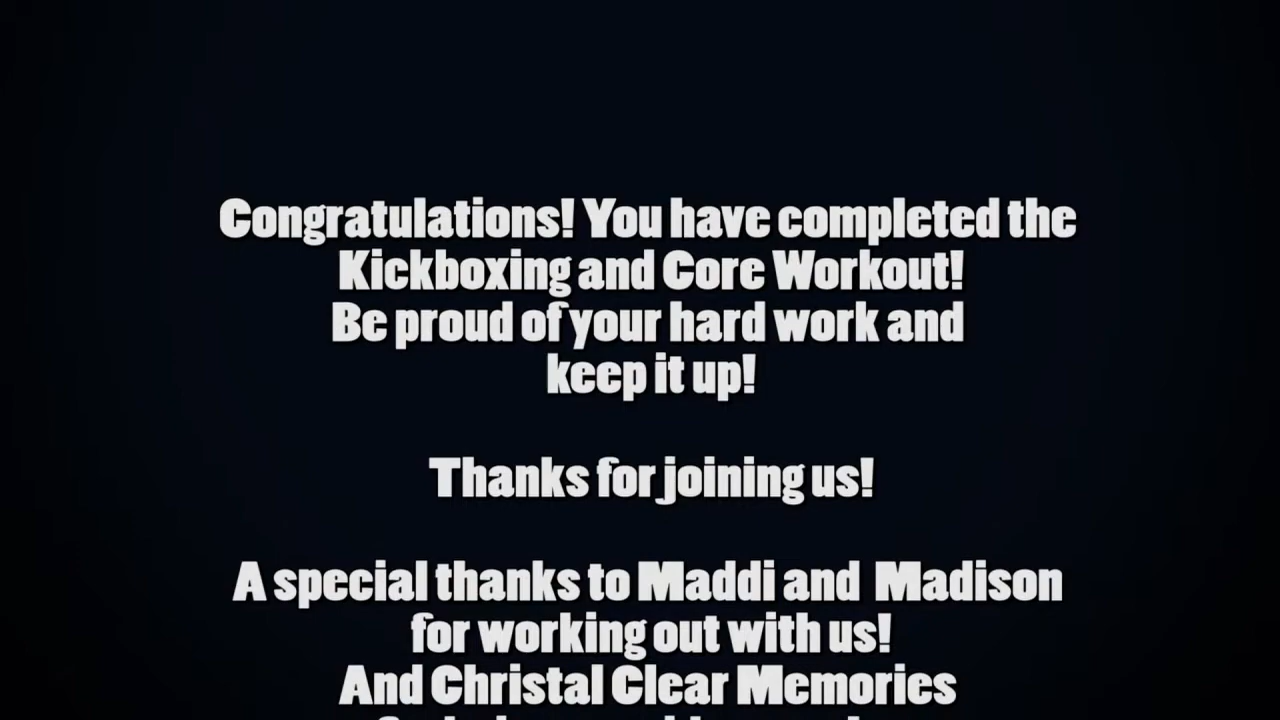 Congratulations! You have completed the
Kickboxing and Core Workout!
Be proud of your hard work and
keep it up!
Thanks for joining us!
A special thanks to Maddi and Madison
for working out with us!
And Christal Clear Memories